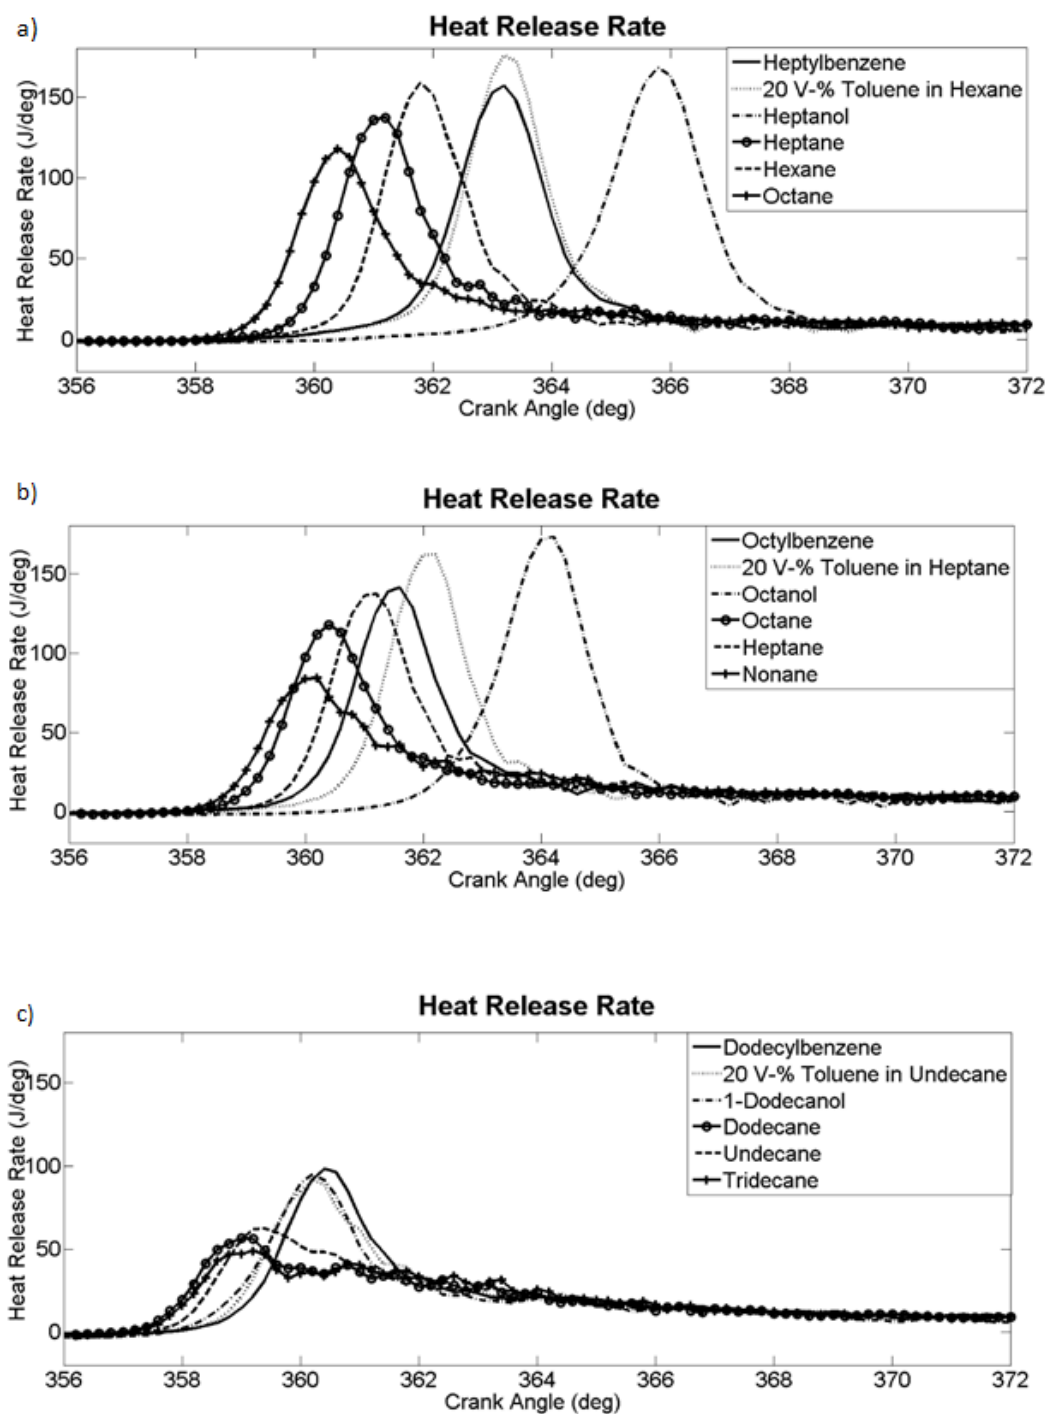 a)
Heat Release Rate
Heat Release Rate (J/deg)
150
100
50
0
Heptylbenzene
20 V-% Toluene in Hexane
Heptanol
Heptane
Hexane
Octane
356 358 360 362 364 366 368 370 372
Crank Angle (deg)
b)
Heat Release Rate
Heat Release Rate (J/deg)
150
100
50
0
Octylbenzene
20 V-% Toluene in Heptane
Octanol
Octane
Heptane
Nonane
356 358 360 362 364 366 368 370 372
Crank Angle (deg)
c)
Heat Release Rate
Heat Release Rate (J/deg)
150
100
50
0
Dodecylbenzene
20 V-% Toluene in Undecane
1-Dodecanol
Dodecane
Undecane
Tridecane
356 358 360 362 364 366 368 370 372
Crank Angle (deg)